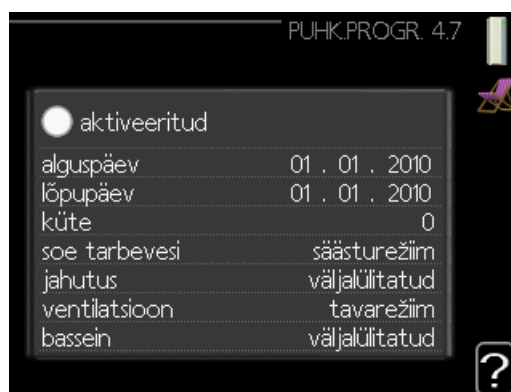 PUHK.PROGR. 4.7
aktiveeritud
alguspäev 01 . 01 . 2010
lõpupäev 01 . 01 . 2010
küte 0
soe tarbevesi säästurežiim
jahutus väljalülitatud
ventilatsioon tavarežiim
bassein väljalülitatud
?